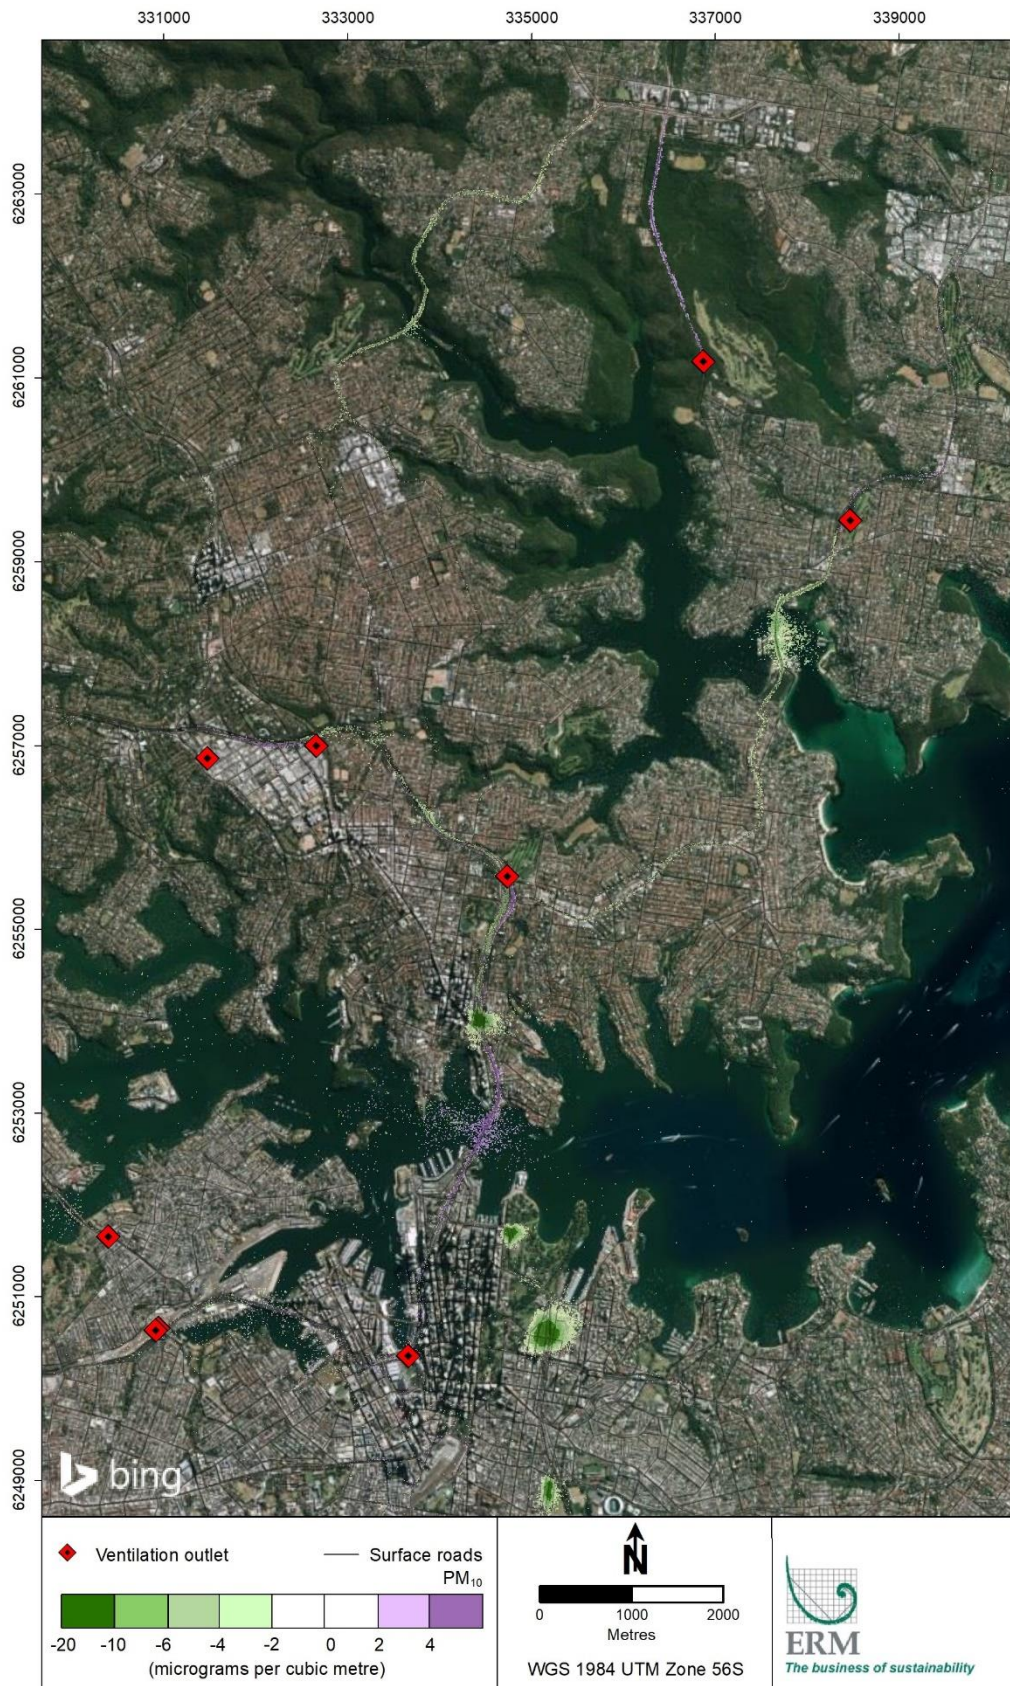 331000 333000 335000 337000 339000
6263000
6261000
6259000
6257000
6255000
6253000
6251000
6249000
bing
Ventilation outlet
Surface roads
PM₁₀
-20 -10 -6 -4 -2 0 2 4
(micrograms per cubic metre)
N
0 1000 2000
Metres
WGS 1984 UTM Zone 56S
ERM
The business of sustainability